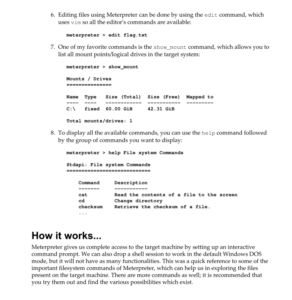 6. Editing files using Meterpreter can be done by using the edit command, which
uses vim so all the editor's commands are available:
meterpreter > edit flag.txt
7. One of my favorite commands is the show_mount command, which allows you to
list all mount points/logical drives in the target system:
meterpreter > show_mount
Mounts / Drives
===============
Name Type Size (Total) Size (Free) Mapped to
---- ---- ------------ ----------- ---------
C:\ fixed 60.00 GiB 42.31 GiB
Total mounts/drives: 1
8. To display all the available commands, you can use the help command followed
by the group of commands you want to display:
meterpreter > help File system Commands
Stdapi: File system Commands
============================
Command Description
------- -----------
cat Read the contents of a file to the screen
cd Change directory
checksum Retrieve the checksum of a file.
...
How it works...
Meterpreter gives us complete access to the target machine by setting up an interactive
command prompt. We can also drop a shell session to work in the default Windows DOS
mode, but it will not have as many functionalities. This was a quick reference to some of the
important filesystem commands of Meterpreter, which can help us in exploring the files
present on the target machine. There are more commands as well; it is recommended that
you try them out and find the various possibilities which exist.